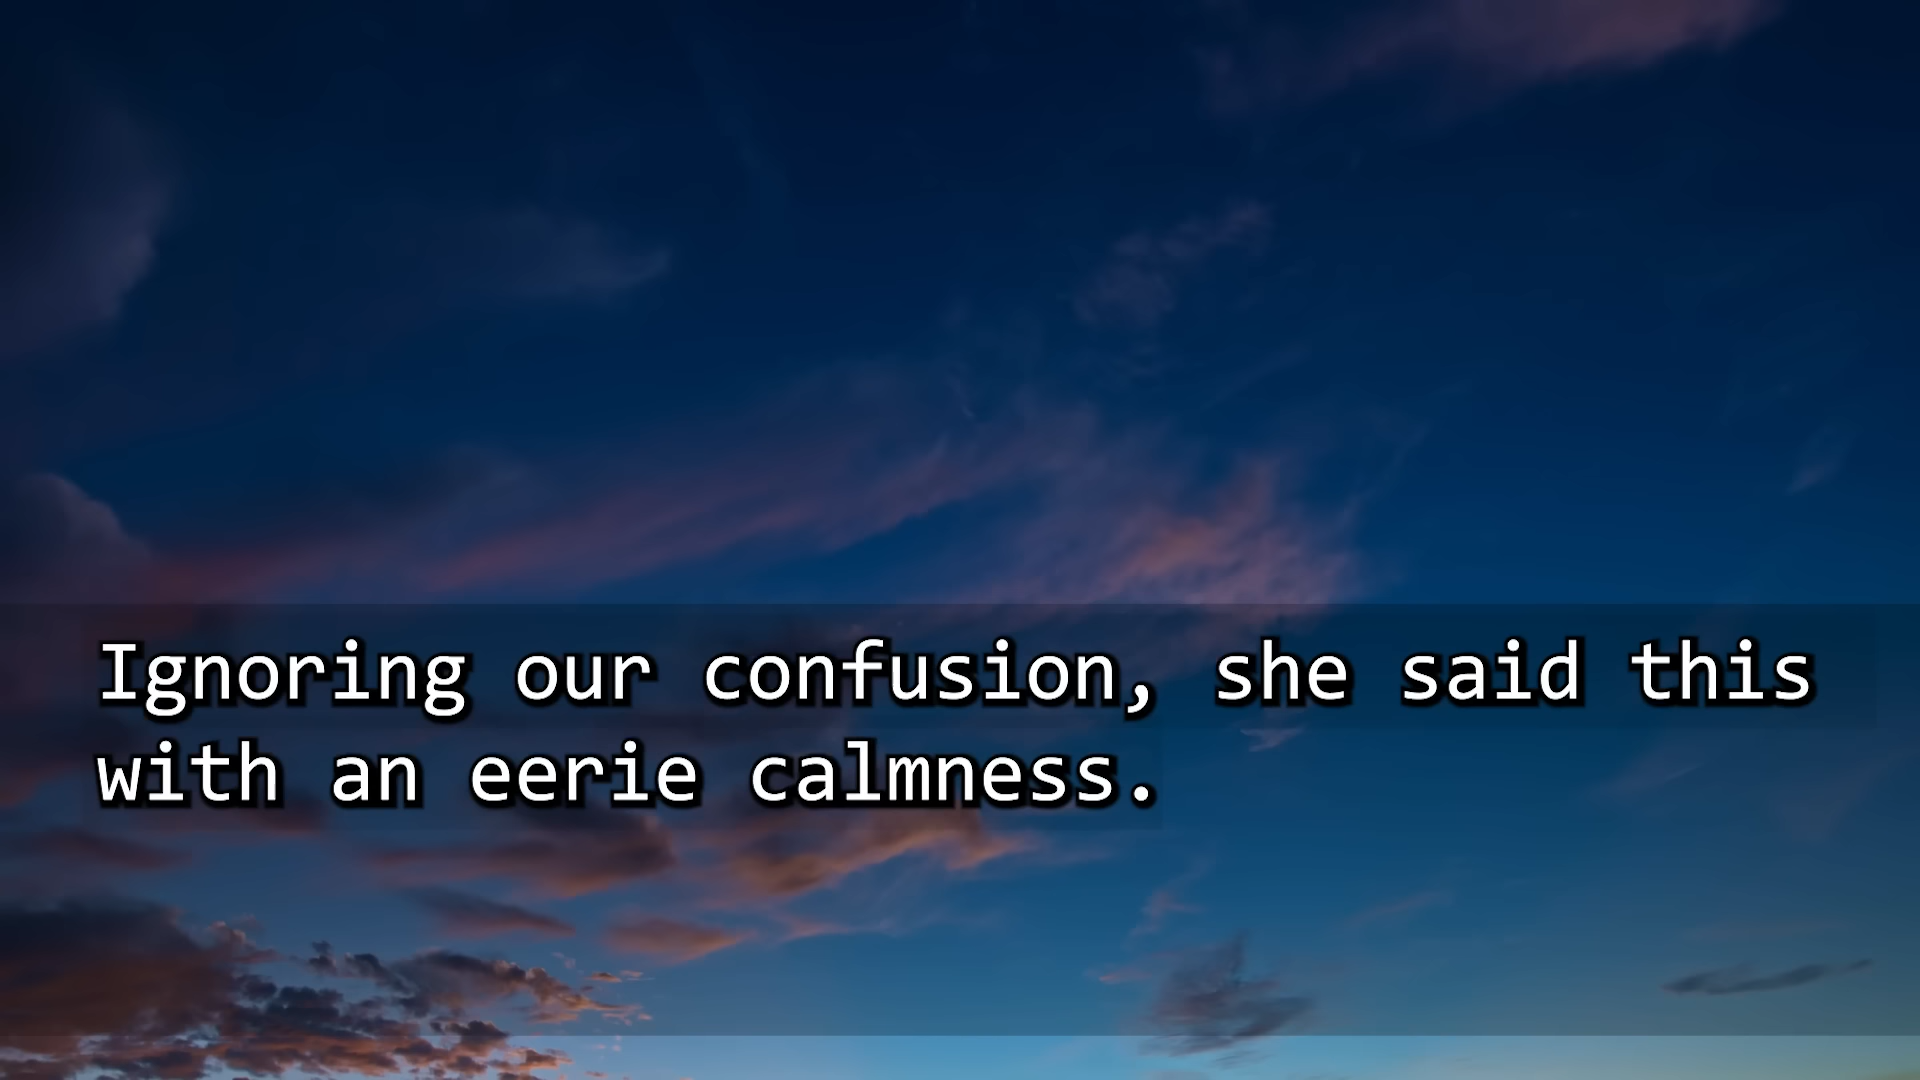 Ignoring our confusion, she said this
with an eerie calmness.